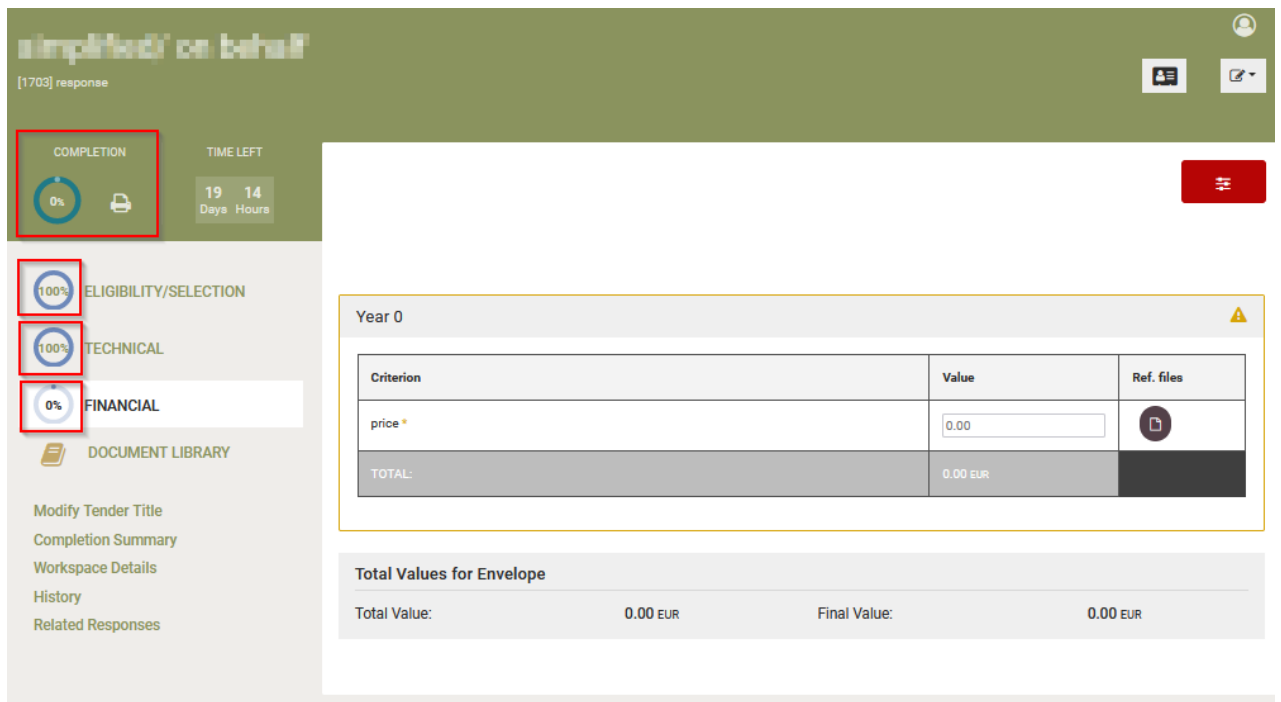 on behalf
[1703] response
COMPLETION TIME LEFT
0% 19 14
Days Hours
100% ELIGIBILITY/SELECTION
100% TECHNICAL
0% FINANCIAL
DOCUMENT LIBRARY
Modify Tender Title
Completion Summary
Workspace Details
History
Related Responses
Year 0
Criterion Value Ref. files
price * 0.00
TOTAL: 0.00 EUR
Total Values for Envelope
Total Value: 0.00 EUR Final Value: 0.00 EUR